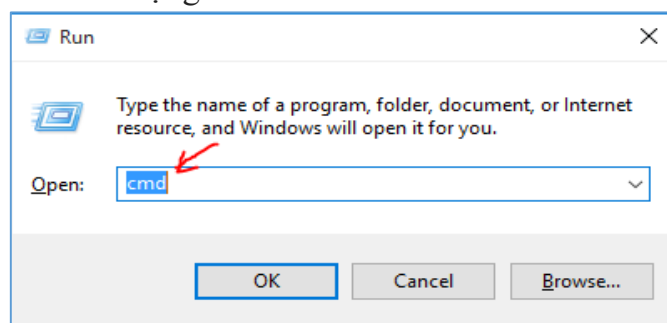 Run
Type the name of a program, folder, document, or Internet
resource, and Windows will open it for you.
Open: cmd
OK Cancel Browse...